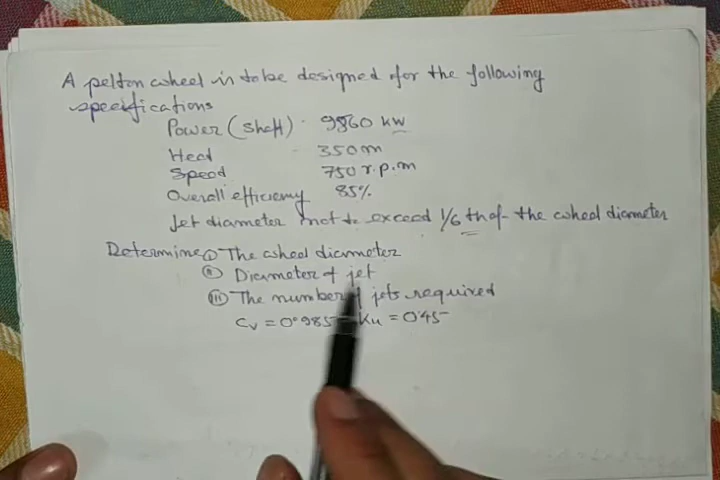 A pelton wheel is to be designed for the following
specifications
Power (shaft) - 9860 kW
Head - 350m
Speed 750 r.p.m
Overall efficiency 85%
Jet diameter not to exceed 1/6 th of the wheel diameter
Determine (i) The wheel diameter
(ii) Diameter of jet
(iii) The number of jets required
Cv = 0.985 Ku = 0.45